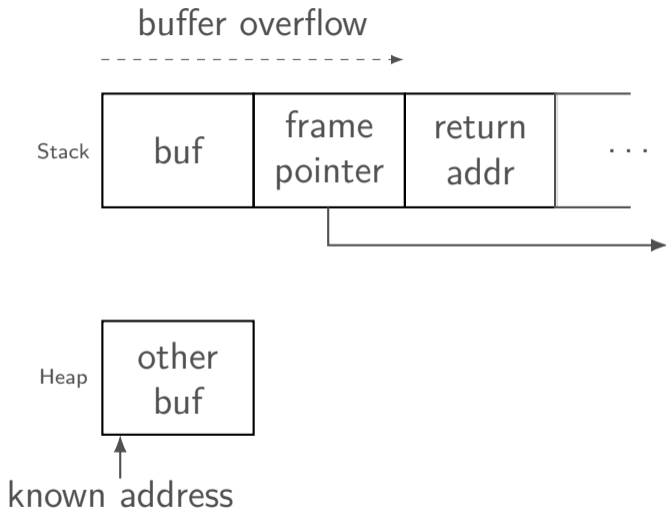 buffer overflow
Stack
buf
frame
pointer
return
addr
...
Heap
other
buf
known address